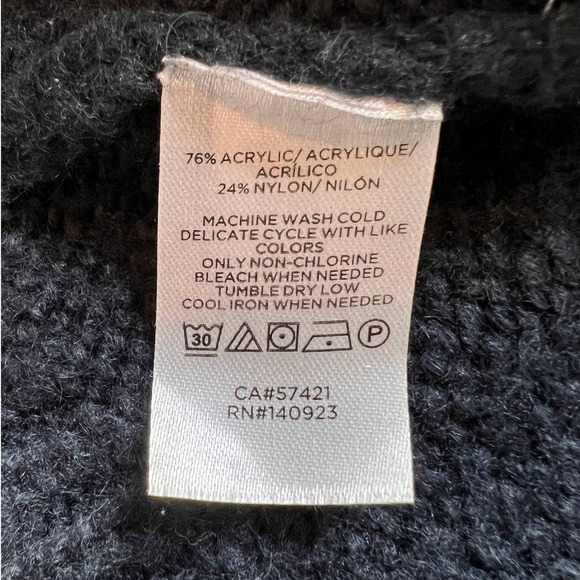 76% ACRYLIC/ ACRYLIQUE/
ACRÍLICO
24% NYLON/ NILÓN
MACHINE WASH COLD
DELICATE CYCLE WITH LIKE
COLORS
ONLY NON-CHLORINE
BLEACH WHEN NEEDED
TUMBLE DRY LOW
COOL IRON WHEN NEEDED
30 P
CA#57421
RN#140923